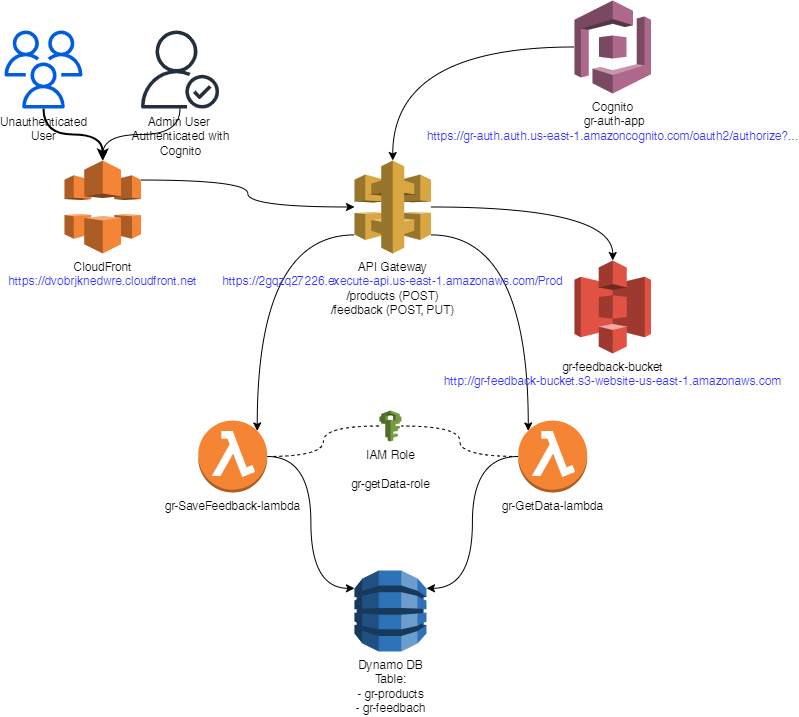 Unauthenticated
User
Admin User
Authenticated with
Cognito
Cognito
gr-auth-app
https://gr-auth.auth.us-east-1.amazoncognito.com/oauth2/authorize?...
CloudFront
https://dvobrjknedwre.cloudfront.net
API Gateway
https://2gqzq27226.execute-api.us-east-1.amazonaws.com/Prod
/products (POST)
/feedback (POST, PUT)
gr-feedback-bucket
http://gr-feedback-bucket.s3-website-us-east-1.amazonaws.com
IAM Role
gr-getData-role
gr-SaveFeedback-lambda
gr-GetData-lambda
Dynamo DB
Table:
- gr-products
- gr-feedbach